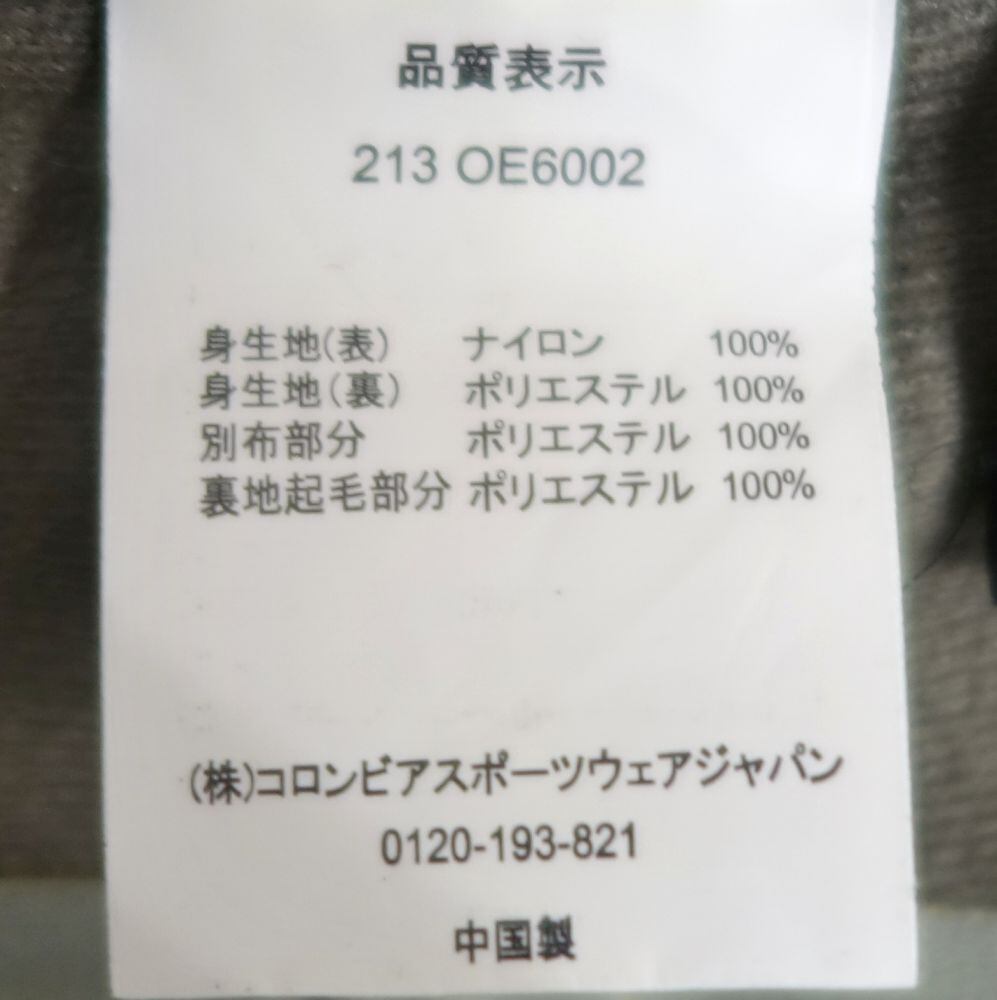 品質表示
213 OE6002
身生地(表) ナイロン 100%
身生地(裏) ポリエステル 100%
別布部分 ポリエステル 100%
裏地起毛部分 ポリエステル 100%
(株)コロンビアスポーツウェアジャパン
0120-193-821
中国製